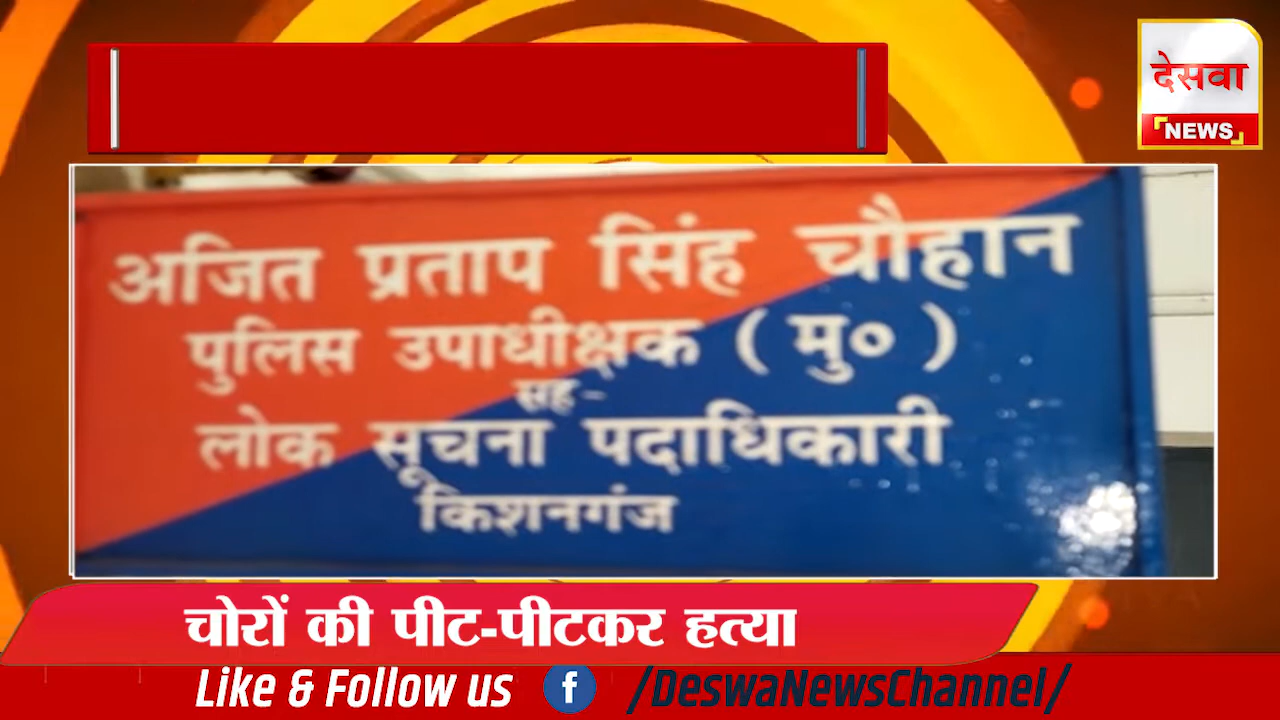 देसवा
NEWS
अजित प्रताप सिंह चौहान
पुलिस उपाधीक्षक ( मु० )
सह-
लोक सूचना पदाधिकारी
किशनगंज
चोरों की पीट-पीटकर हत्या
Like & Follow us f /DeswaNewsChannel/